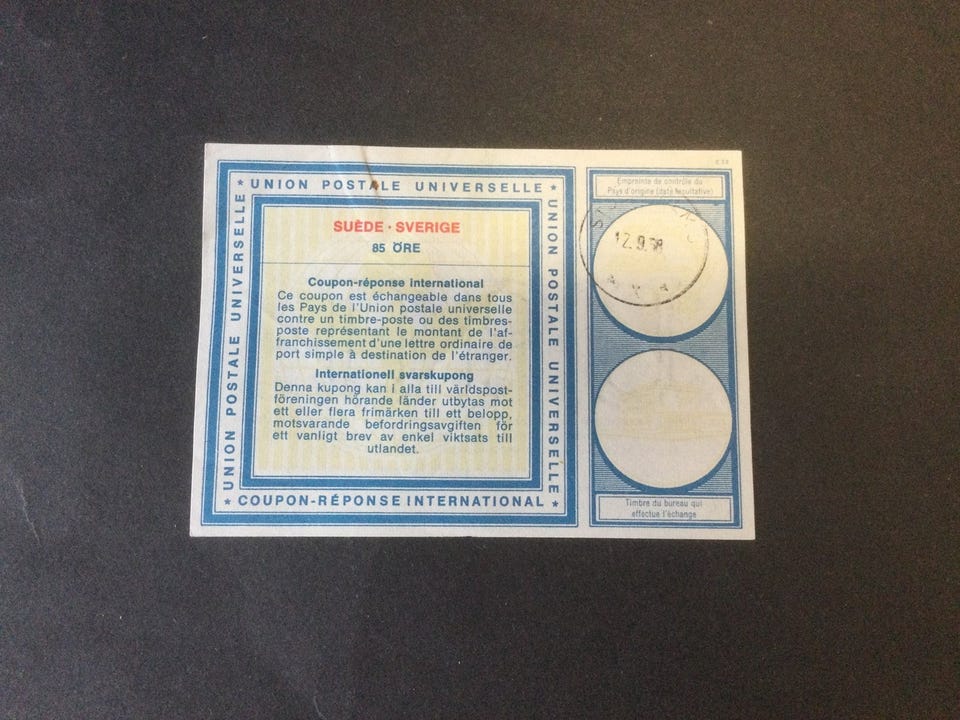 C 22
★ UNION POSTALE UNIVERSELLE ★
UNION POSTALE UNIVERSELLE
UNION POSTALE UNIVERSELLE
★ COUPON-RÉPONSE INTERNATIONAL ★
SUÈDE · SVERIGE
85 ÖRE
Coupon-réponse international
Ce coupon est échangeable dans tous
les Pays de l'Union postale universelle
contre un timbre-poste ou des timbres-
poste représentant le montant de l'af-
franchissement d'une lettre ordinaire de
port simple à destination de l'étranger.
Internationell svarskupong
Denna kupong kan i alla till världspost-
föreningen hörande länder utbytas mot
ett eller flera frimärken till ett belopp,
motsvarande befordringsavgiften för
ett vanligt brev av enkel viktsats till
utlandet.
Empreinte de contrôle du
Pays d'origine (date facultative)
12.9.68
Timbre du bureau qui
effectue l'échange